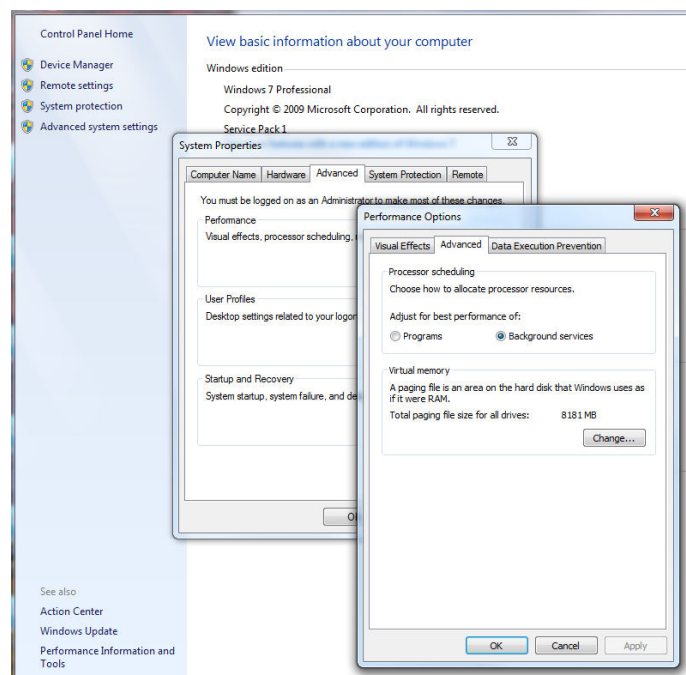 Control Panel Home
Device Manager
Remote settings
System protection
Advanced system settings
See also
Action Center
Windows Update
Performance Information and
Tools
View basic information about your computer
Windows edition
Windows 7 Professional
Copyright © 2009 Microsoft Corporation. All rights reserved.
Service Pack 1
System Properties
Computer Name Hardware Advanced System Protection Remote
You must be logged on as an Administrator to make most of these changes.
Performance
Visual effects, processor scheduling,
User Profiles
Desktop settings related to your logon
Startup and Recovery
System startup, system failure, and
Performance Options
Visual Effects Advanced Data Execution Prevention
Processor scheduling
Choose how to allocate processor resources.
Adjust for best performance of:
Programs Background services
Virtual memory
A paging file is an area on the hard disk that Windows uses as
if it were RAM.
Total paging file size for all drives: 8181 MB
Change...
OK Cancel Apply